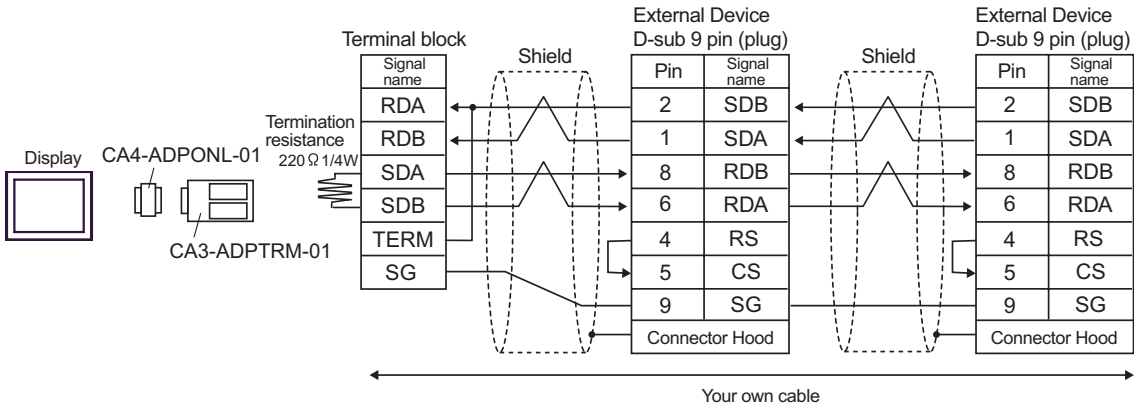 External Device
D-sub 9 pin (plug)
External Device
D-sub 9 pin (plug)
Terminal block
Shield
Shield
Signal name
Pin
Signal name
Pin
Signal name
RDA
2
SDB
2
SDB
RDB
1
SDA
1
SDA
Termination
resistance
220 Ω 1/4W
Display
CA4-ADPONL-01
SDA
8
RDB
8
RDB
SDB
6
RDA
6
RDA
TERM
4
RS
4
RS
CA3-ADPTRM-01
SG
5
CS
5
CS
9
SG
9
SG
Connector Hood
Connector Hood
Your own cable